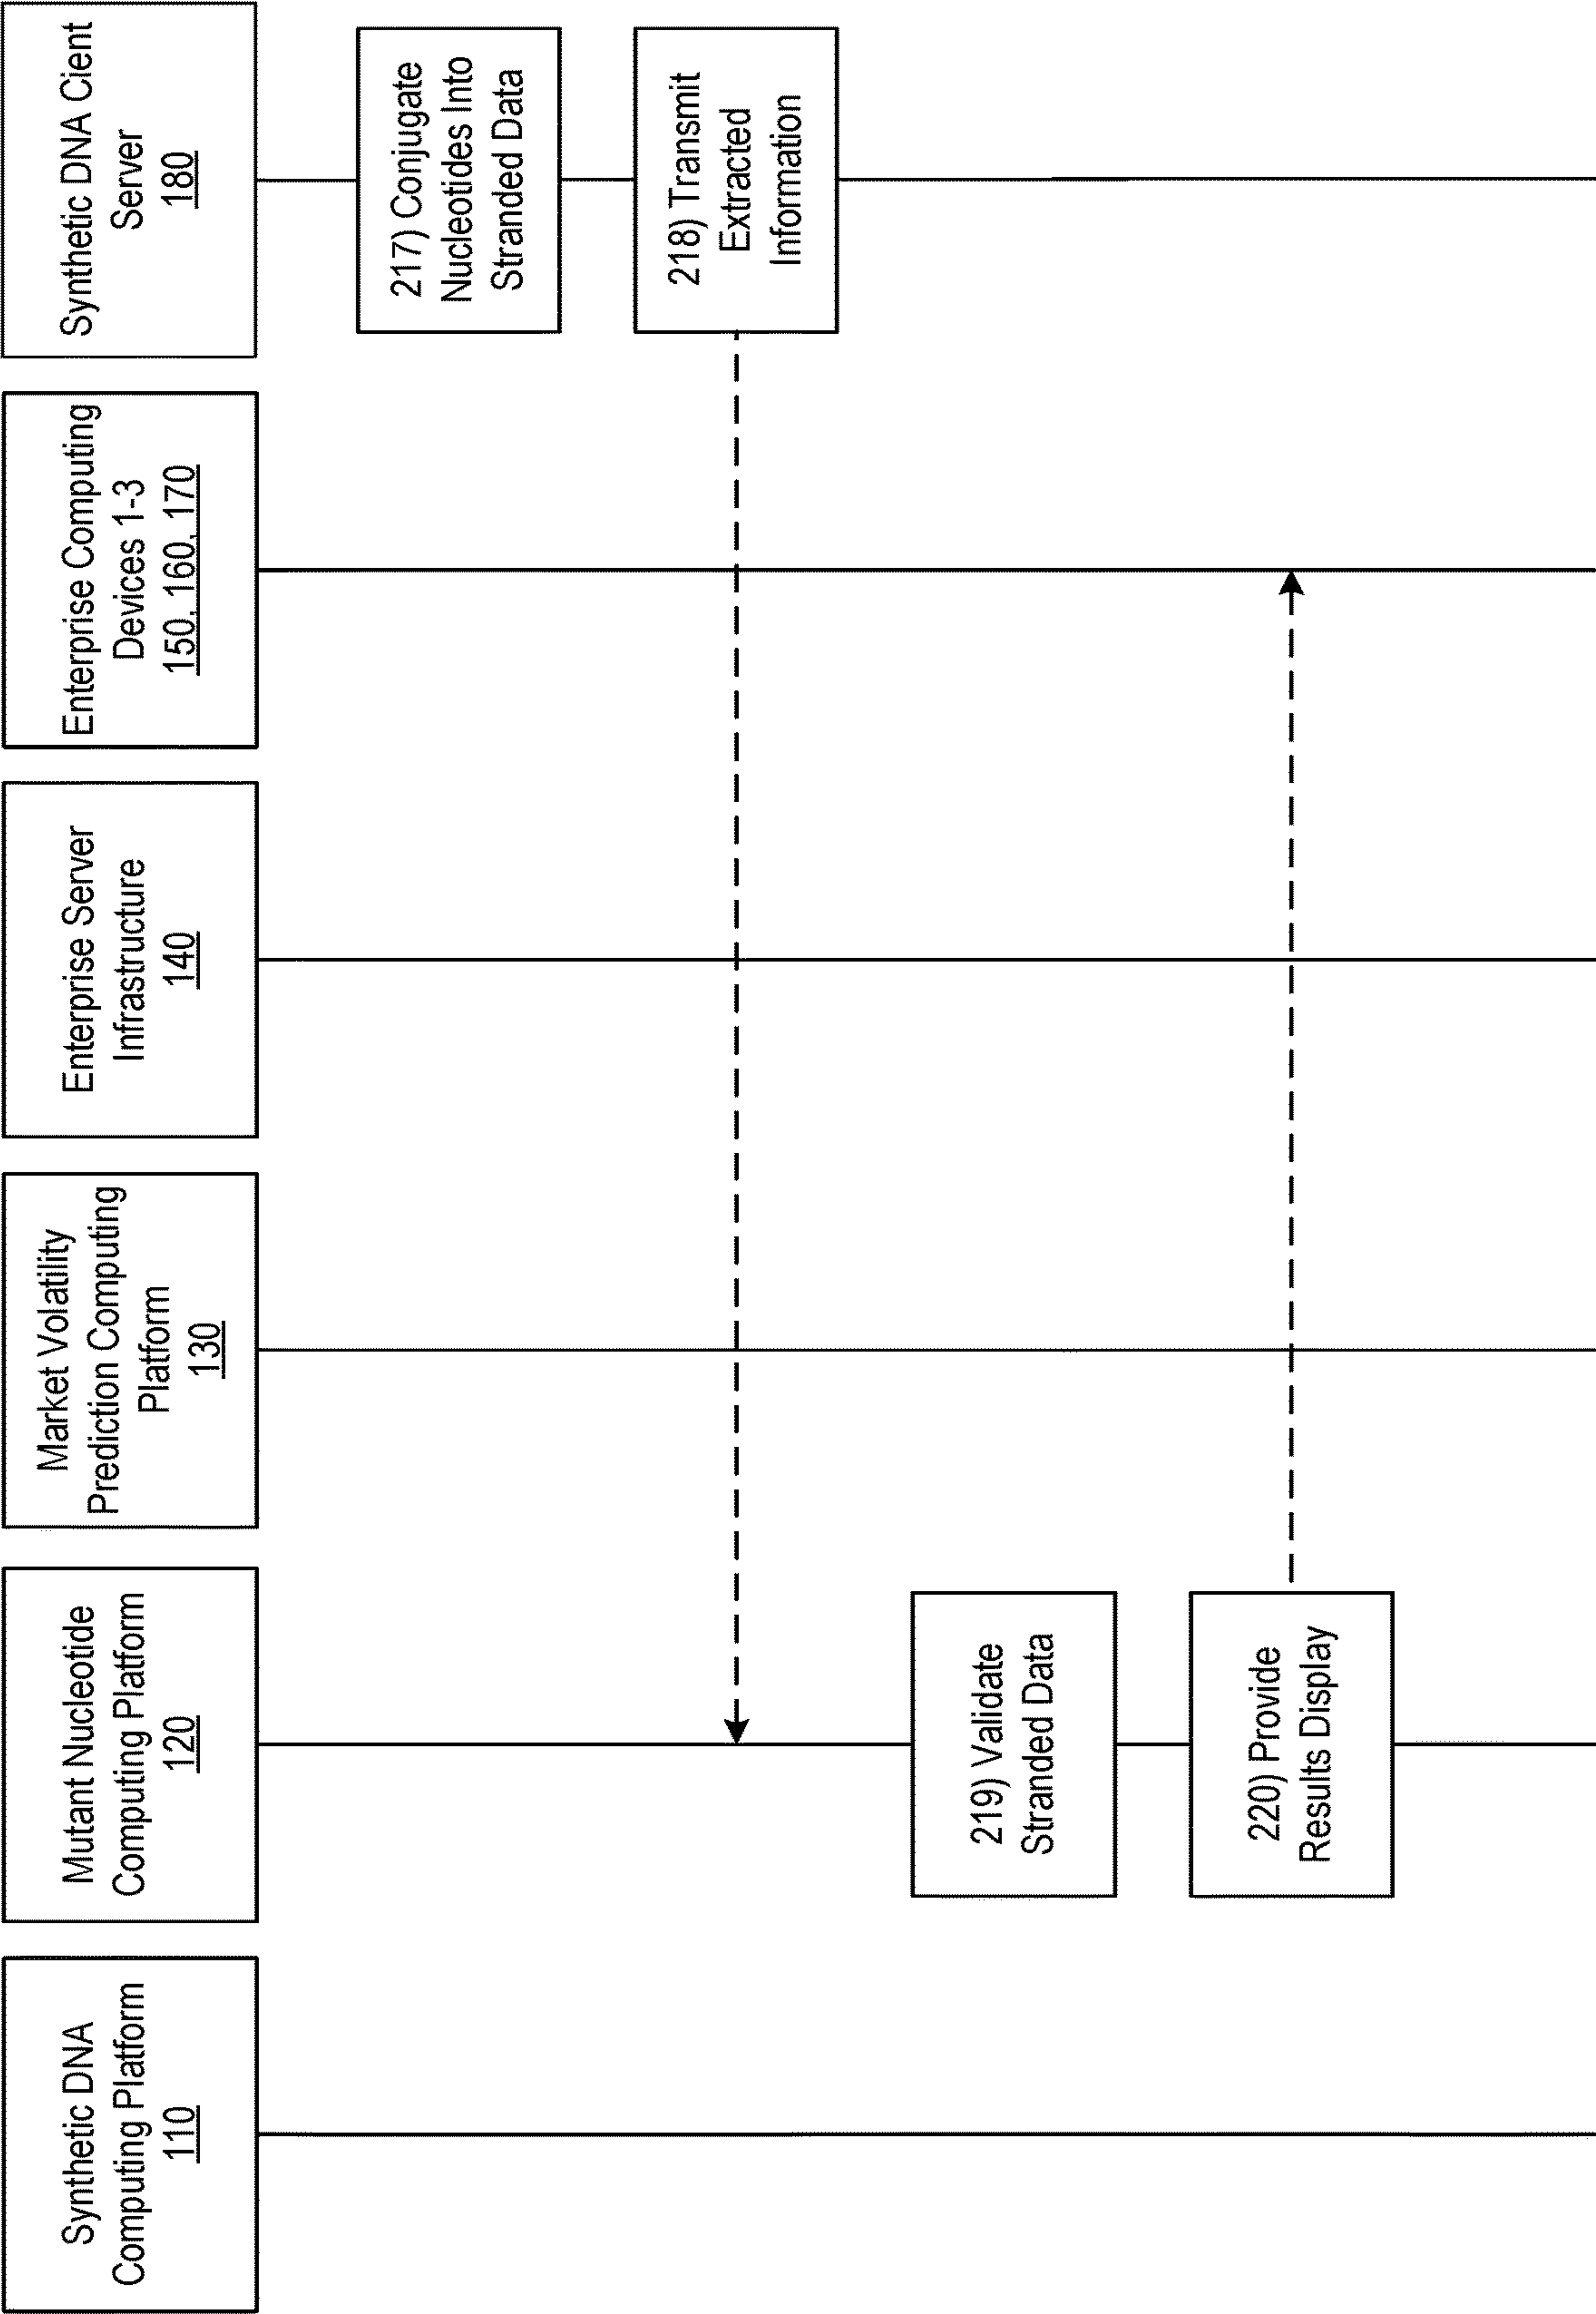 Synthetic DNA
Computing Platform
110
Mutant Nucleotide
Computing Platform
120
Market Volatility
Prediction Computing
Platform
130
Enterprise Server
Infrastructure
140
Enterprise Computing
Devices 1-3
150, 160, 170
Synthetic DNA Cient
Server
180
217) Conjugate
Nucleotides Into
Stranded Data
218) Transmit
Extracted
Information
219) Validate
Stranded Data
220) Provide
Results Display